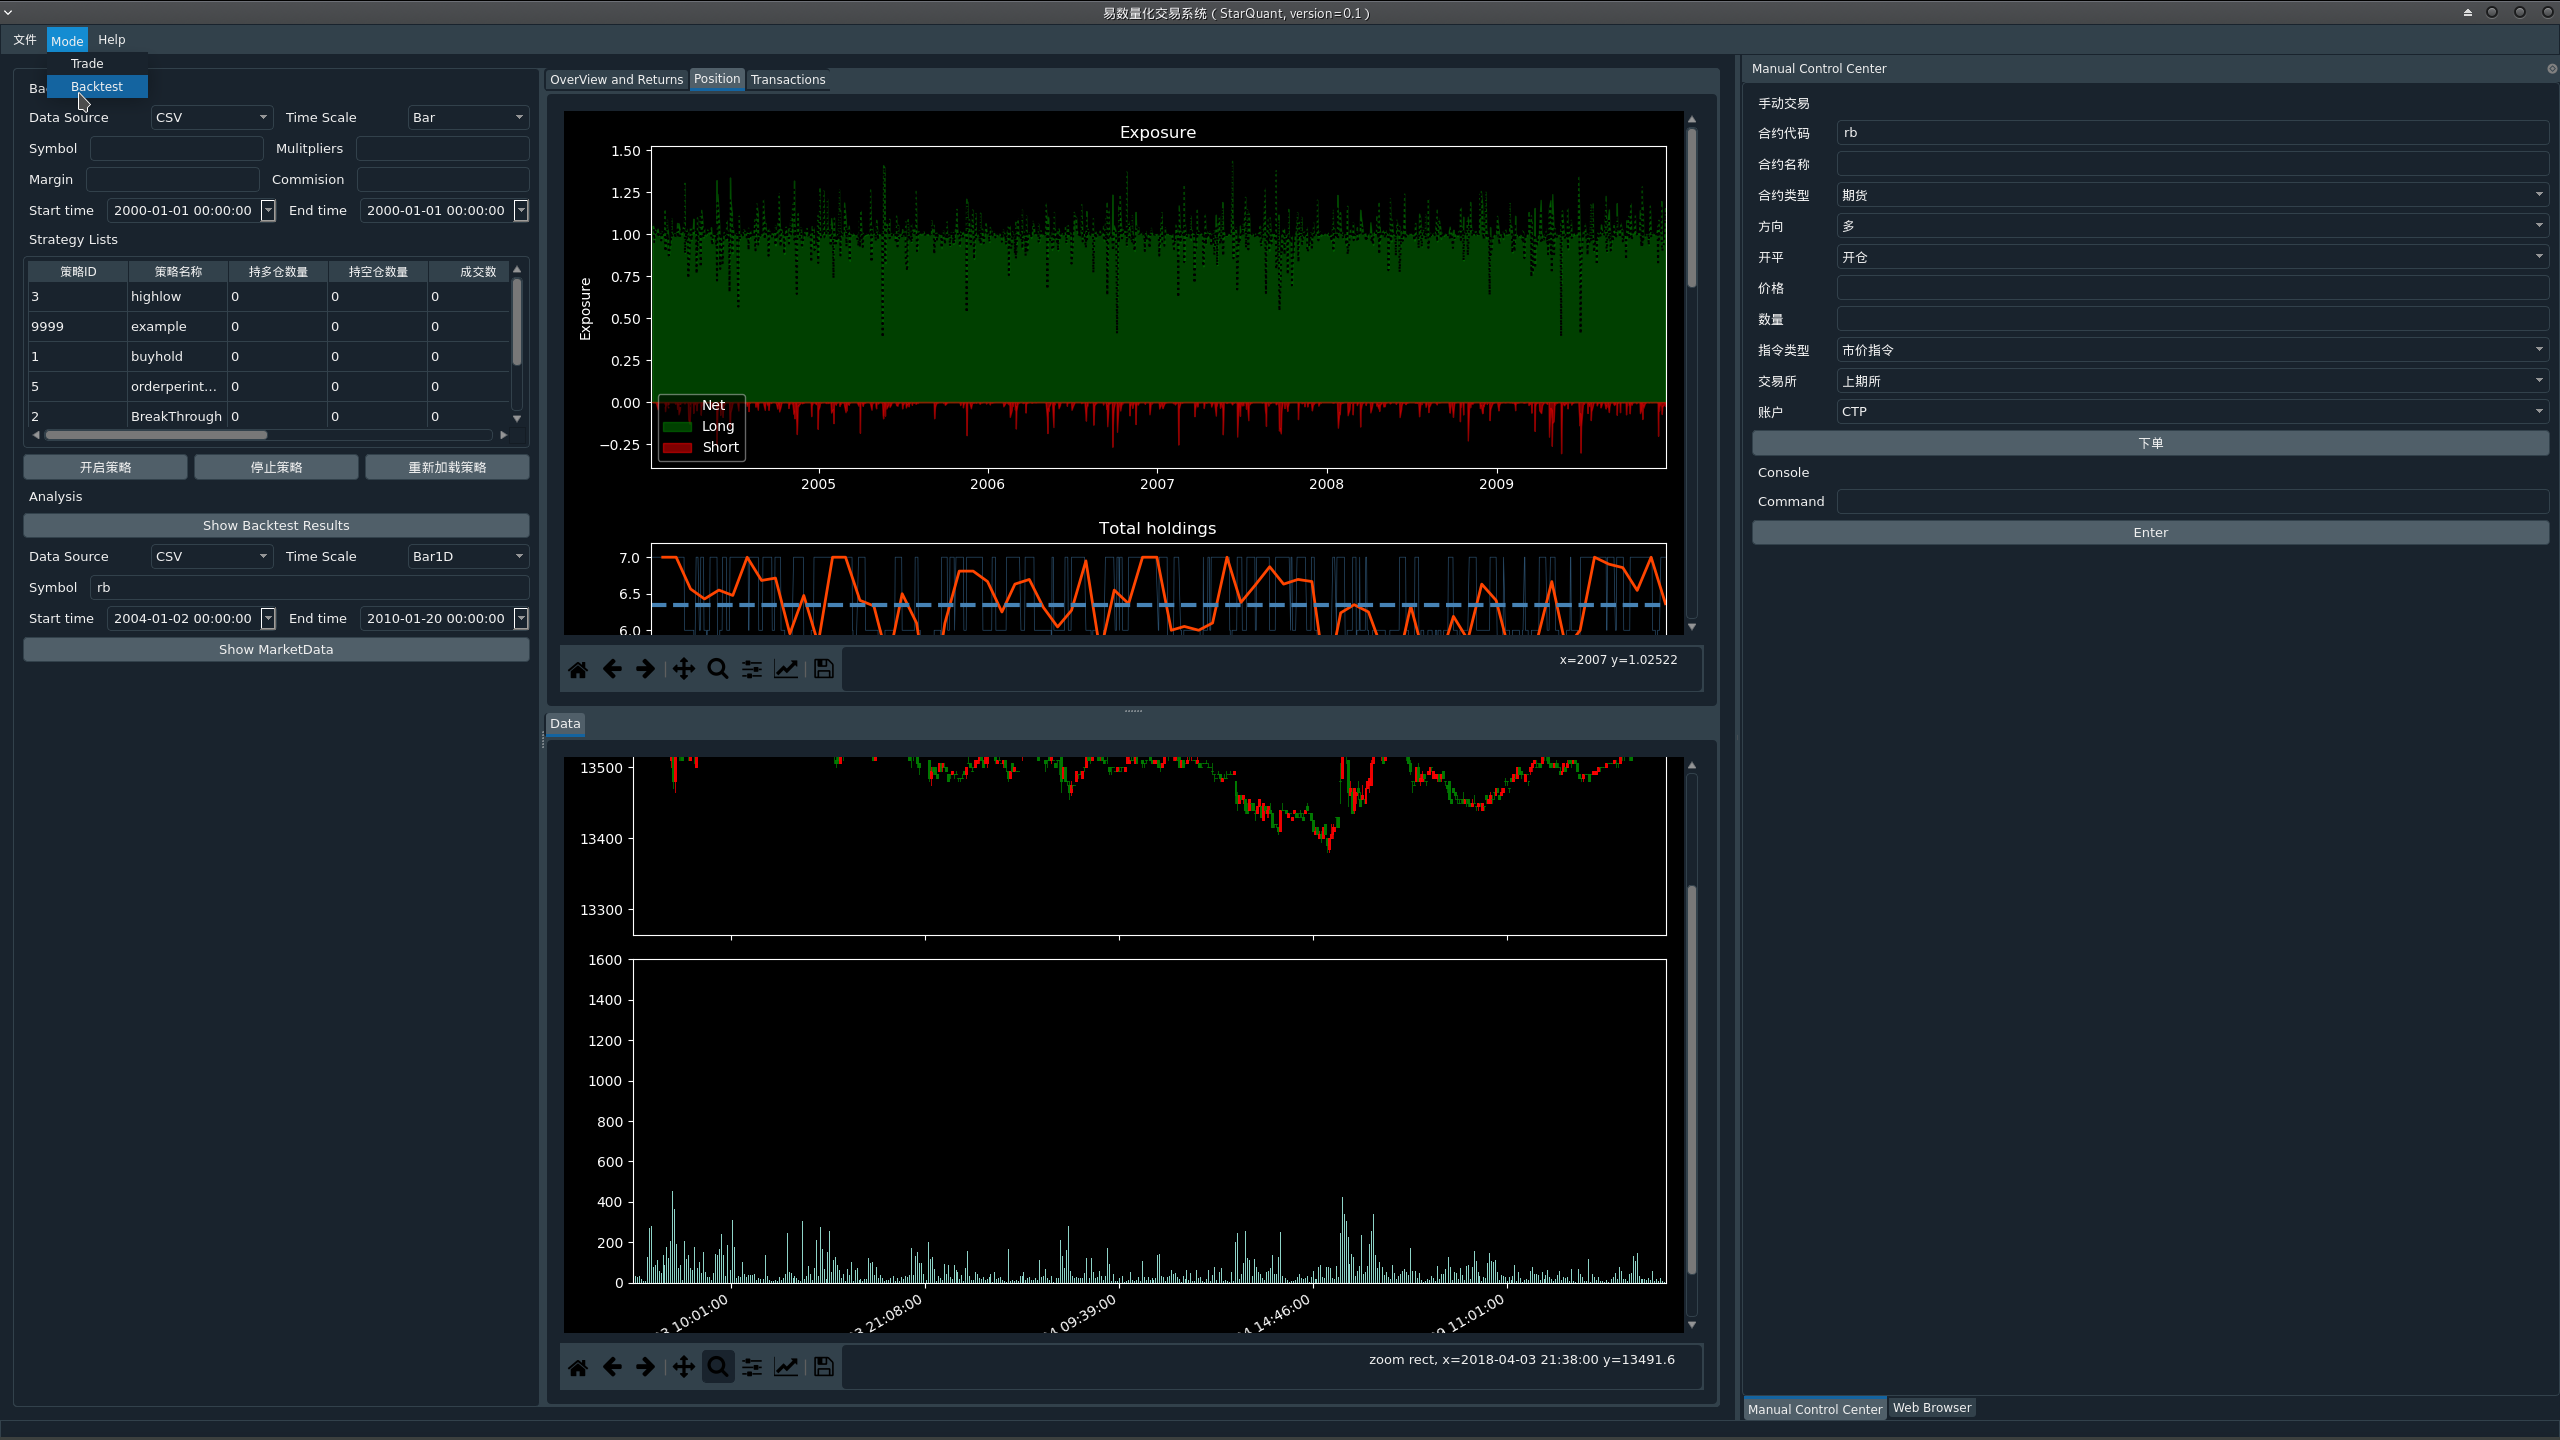 易数量化交易系统 ( StarQuant, version=0.1 )
文件 Mode Help
Trade
Backtest
Ba
Data Source CSV Time Scale Bar
Symbol Mulitpliers
Margin Commision
Start time 2000-01-01 00:00:00 End time 2000-01-01 00:00:00
Strategy Lists
策略ID 策略名称 持多仓数量 持空仓数量 成交数
3 highlow 0 0 0
9999 example 0 0 0
1 buyhold 0 0 0
5 orderperint... 0 0 0
2 BreakThrough 0 0 0
开启策略 停止策略 重新加载策略
Analysis
Show Backtest Results
Data Source CSV Time Scale Bar1D
Symbol rb
Start time 2004-01-02 00:00:00 End time 2010-01-20 00:00:00
Show MarketData
OverView and Returns Position Transactions
Exposure
1.50
1.25
1.00
0.75
0.50
0.25
0.00
−0.25
Exposure
Net
Long
Short
2005 2006 2007 2008 2009
Total holdings
7.0
6.5
6.0
x=2007 y=1.02522
Data
13500
13400
13300
1600
1400
1200
1000
800
600
400
200
0
3 10:01:00 3 21:08:00 4 09:39:00 4 14:46:00 9 11:01:00
zoom rect, x=2018-04-03 21:38:00 y=13491.6
Manual Control Center
手动交易
合约代码 rb
合约名称
合约类型 期货
方向 多
开平 开仓
价格
数量
指令类型 市价指令
交易所 上期所
账户 CTP
下单
Console
Command
Enter
Manual Control Center Web Browser